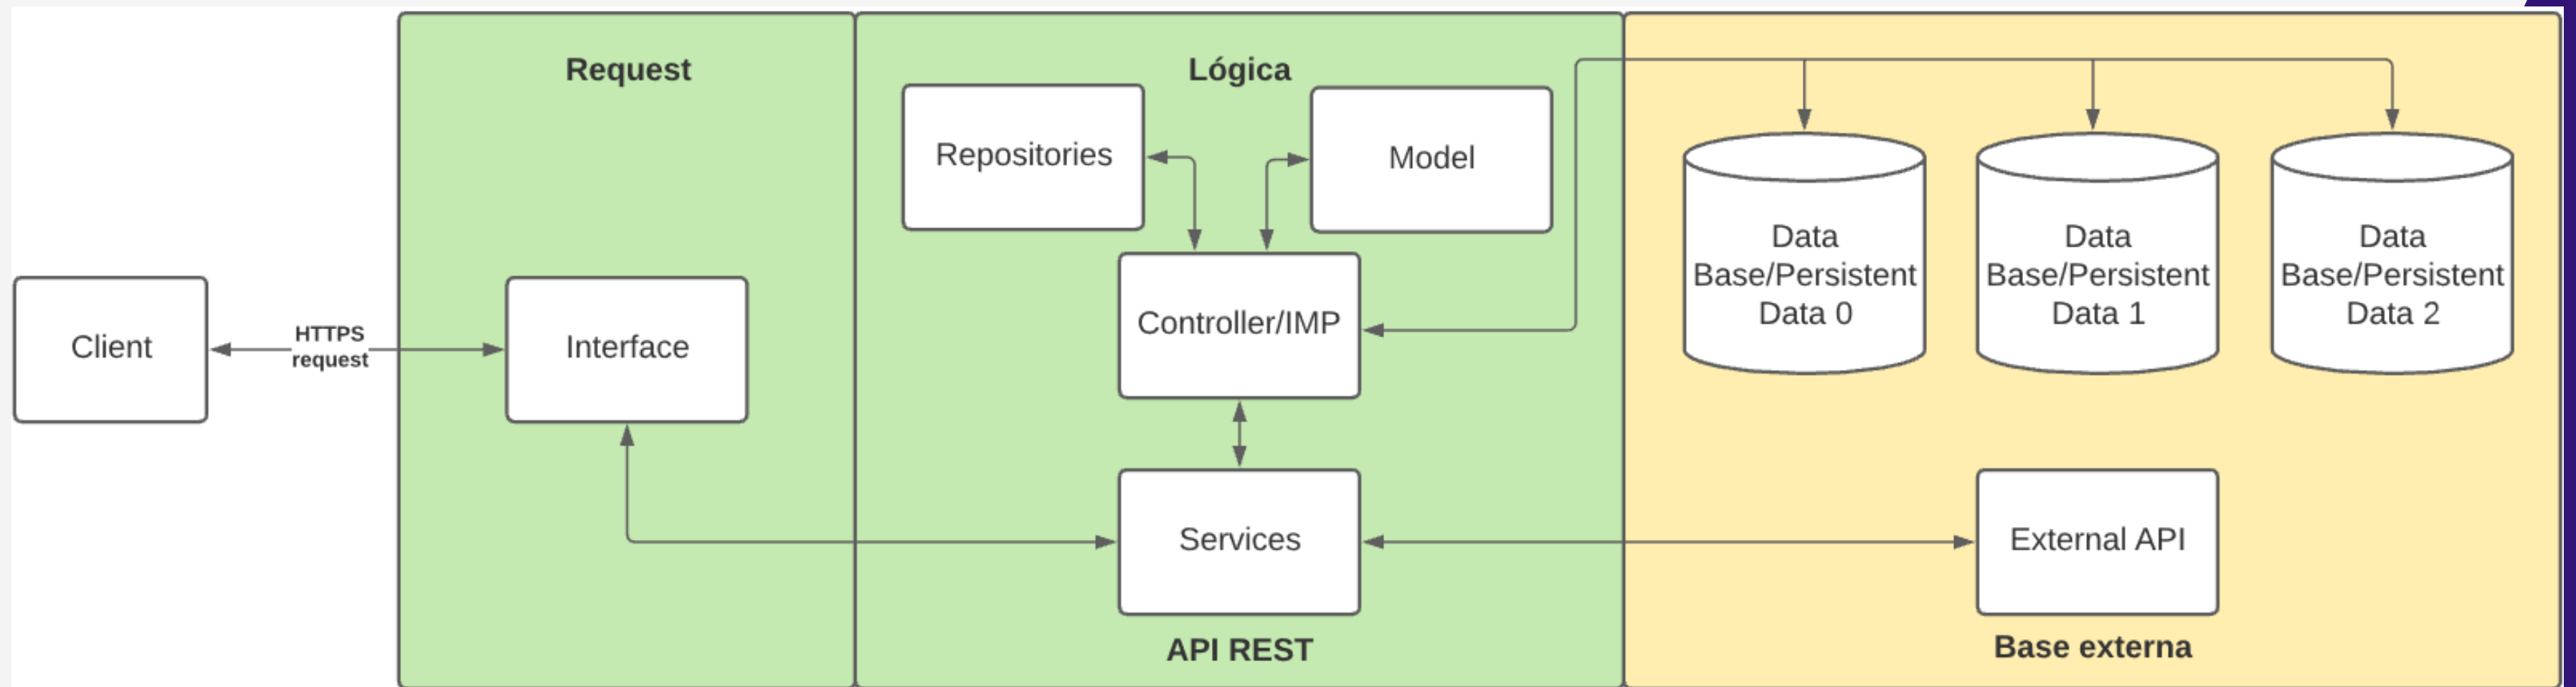 Request
Lógica
Repositories
Model
Data
Base/Persistent
Data 0
Data
Base/Persistent
Data 1
Data
Base/Persistent
Data 2
Client
HTTPS
request
Interface
Controller/IMP
Services
External API
API REST
Base externa